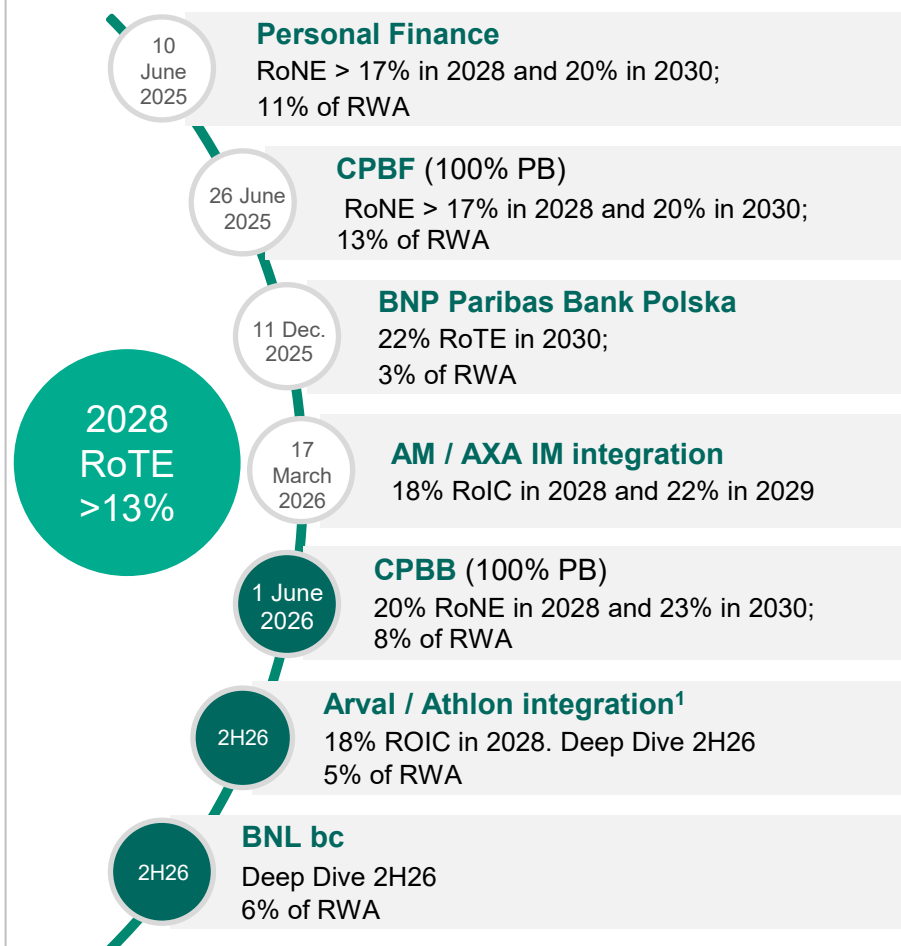 10
June
2025
Personal Finance
RoNE > 17% in 2028 and 20% in 2030;
11% of RWA
26 June
2025
CPBF (100% PB)
RoNE > 17% in 2028 and 20% in 2030;
13% of RWA
11 Dec.
2025
BNP Paribas Bank Polska
22% RoTE in 2030;
3% of RWA
2028
RoTE
>13%
17
March
2026
AM / AXA IM integration
18% RoIC in 2028 and 22% in 2029
1 June
2026
CPBB (100% PB)
20% RoNE in 2028 and 23% in 2030;
8% of RWA
2H26
Arval / Athlon integration¹
18% ROIC in 2028. Deep Dive 2H26
5% of RWA
2H26
BNL bc
Deep Dive 2H26
6% of RWA